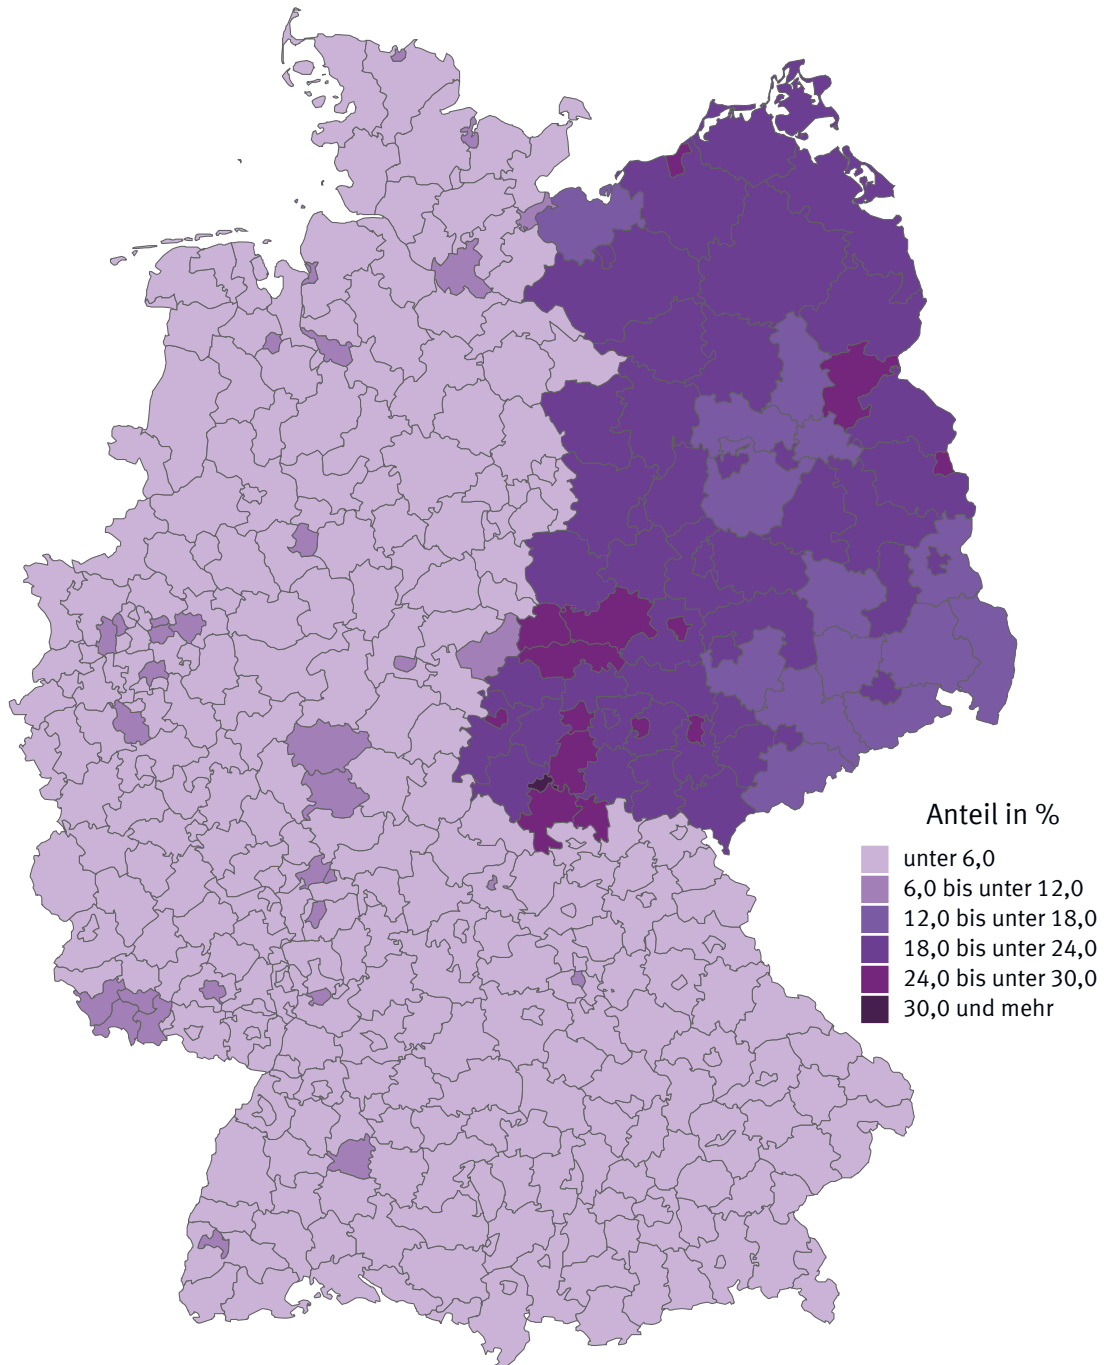 Anteil in %
unter 6,0
6,0 bis unter 12,0
12,0 bis unter 18,0
18,0 bis unter 24,0
24,0 bis unter 30,0
30,0 und mehr